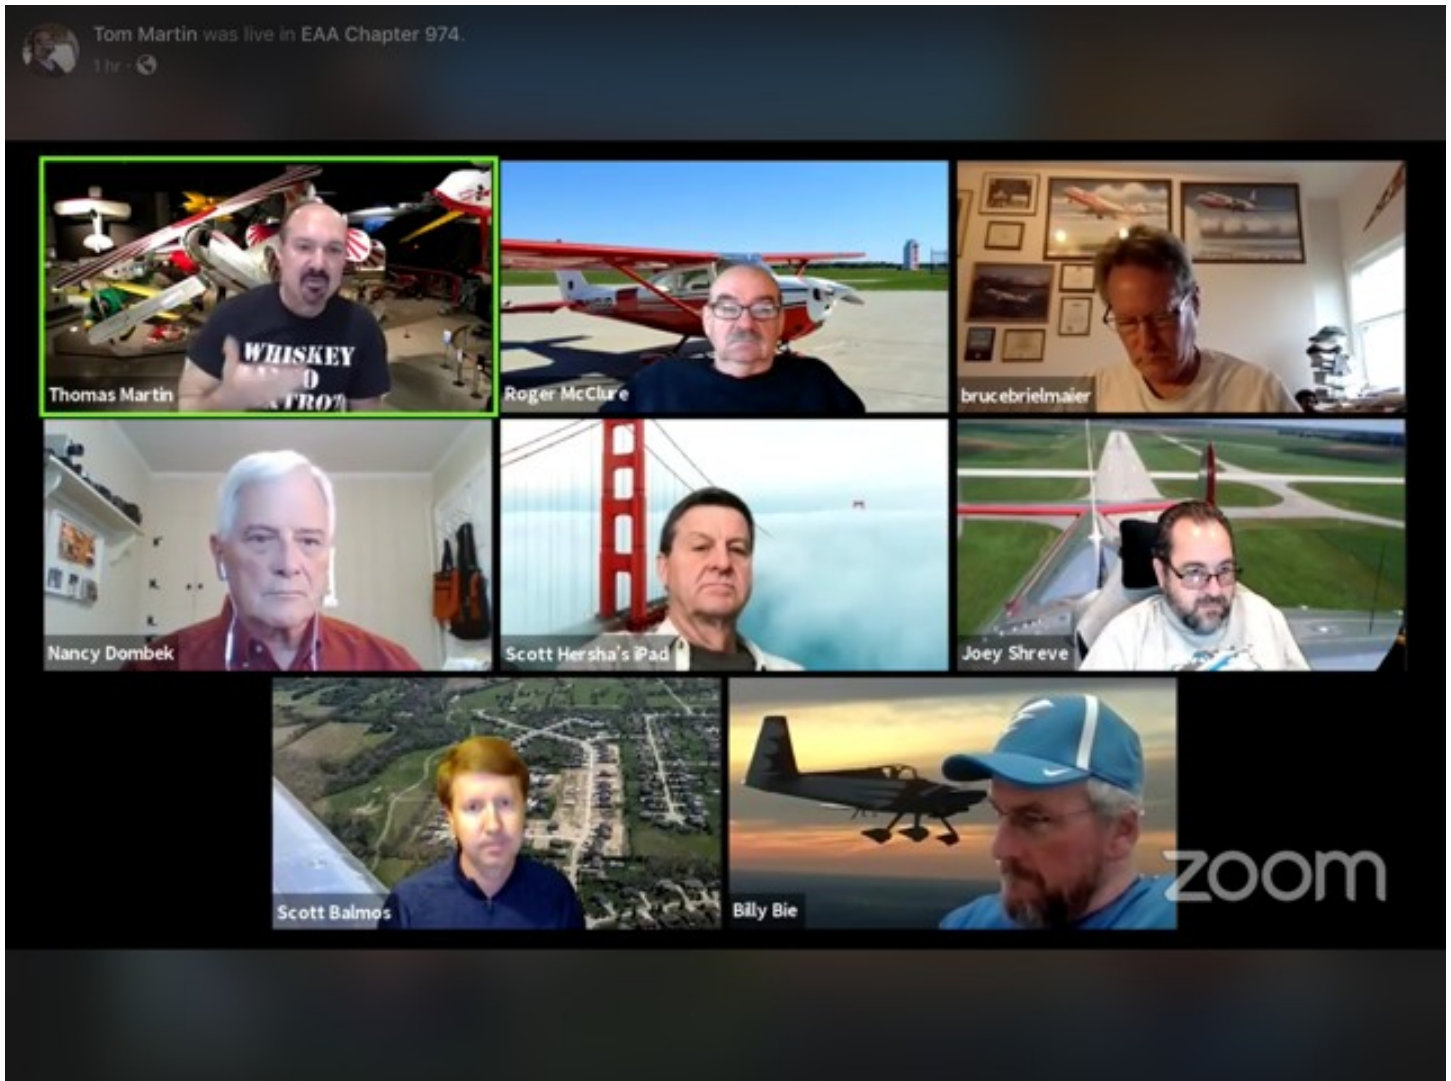 Tom Martin was live in EAA Chapter 974.
1 hr ·
WHISKEY
Thomas Martin
Roger McClure
brucebrielmaier
Nancy Dombek
Scott Hersha's iPad
Joey Shreve
Scott Balmos
Billy Bie
zoom